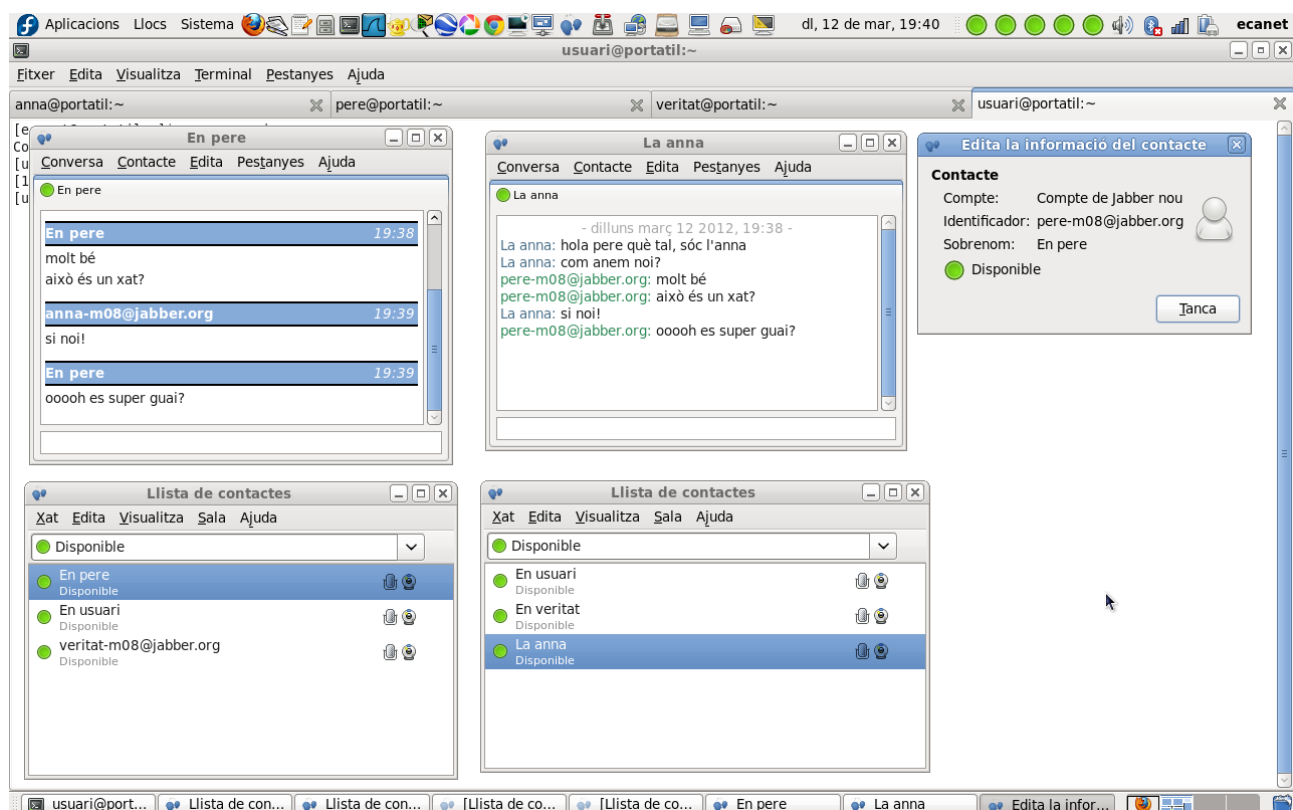 Aplicacions Llocs Sistema dl, 12 de mar, 19:40 ecanet
usuari@portatil:~
Fitxer Edita Visualitza Terminal Pestanyes Ajuda
anna@portatil:~ pere@portatil:~ veritat@portatil:~ usuari@portatil:~
En pere
Conversa Contacte Edita Pestanyes Ajuda
En pere
En pere 19:38
molt bé
això és un xat?
anna-m08@jabber.org 19:39
si noi!
En pere 19:39
ooooh es super guai?
La anna
Conversa Contacte Edita Pestanyes Ajuda
La anna
- dilluns març 12 2012, 19:38 -
La anna: hola pere què tal, sóc l'anna
La anna: com anem noi?
pere-m08@jabber.org: molt bé
pere-m08@jabber.org: això és un xat?
La anna: si noi!
pere-m08@jabber.org: ooooh es super guai?
Edita la informació del contacte
Contacte
Compte: Compte de Jabber nou
Identificador: pere-m08@jabber.org
Sobrenom: En pere
Disponible
Tanca
Llista de contactes
Xat Edita Visualitza Sala Ajuda
Disponible
En pere
Disponible
En usuari
Disponible
veritat-m08@jabber.org
Disponible
Llista de contactes
Xat Edita Visualitza Sala Ajuda
Disponible
En usuari
Disponible
En veritat
Disponible
La anna
Disponible
usuari@port... Llista de con... Llista de con... [Llista de co... [Llista de co... En pere La anna Edita la infor...